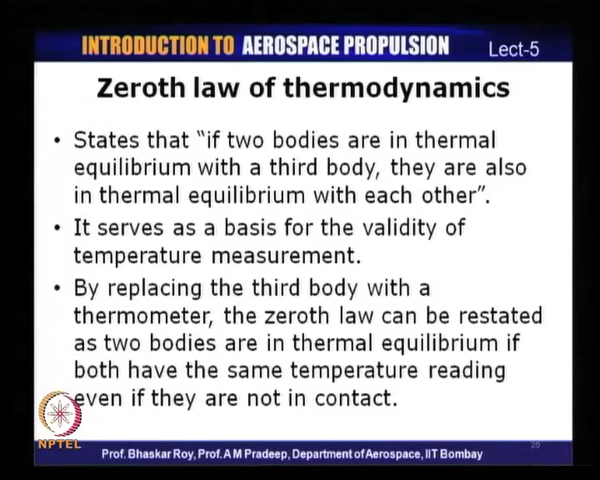 INTRODUCTION TO AEROSPACE PROPULSION Lect-5
Zeroth law of thermodynamics
• States that “if two bodies are in thermal
equilibrium with a third body, they are also
in thermal equilibrium with each other”.
• It serves as a basis for the validity of
temperature measurement.
• By replacing the third body with a
thermometer, the zeroth law can be restated
as two bodies are in thermal equilibrium if
both have the same temperature reading
even if they are not in contact.
NPTEL
20
Prof. Bhaskar Roy, Prof. A M Pradeep, Department of Aerospace, IIT Bombay